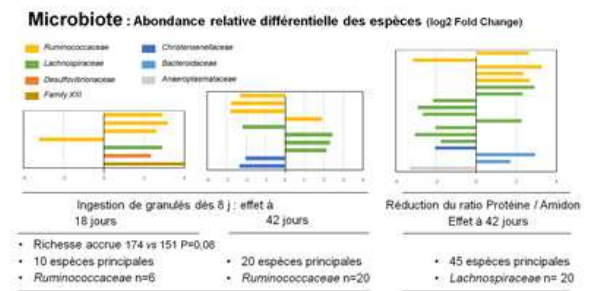 Microbiote : Abondance relative différentielle des espèces (log2 Fold Change)
Ruminococcaceae
Christensenellaceae
Lachnospiraceae
Bacteroidaceae
Desulfovibrionaceae
Anaeroplasmataceae
Family XIII
Ingestion de granulés dès 8 j : effet à
18 jours
42 jours
Réduction du ratio Protéine / Amidon
Effet à 42 jours
• Richesse accrue 174 vs 151 P=0,08
• 10 espèces principales
• Ruminococcaceae n=6
• 20 espèces principales
• Ruminococcaceae n=20
• 45 espèces principales
• Lachnospiraceae n= 20